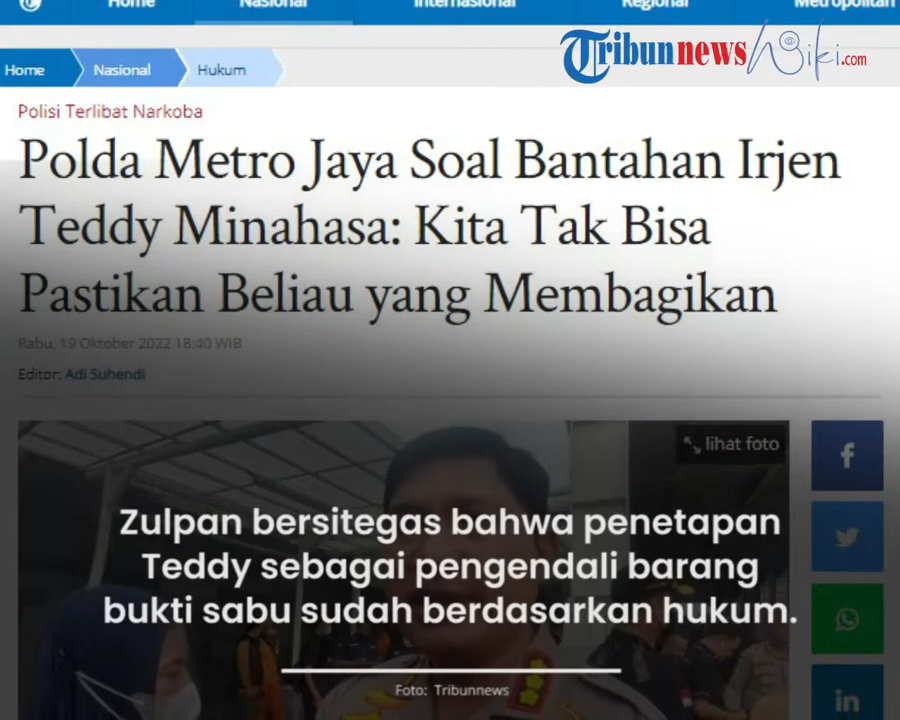 Home Nasional Internasional Regional Metropolitan
TribunnewsWiki.com
Home Nasional Hukum
Polisi Terlibat Narkoba
Polda Metro Jaya Soal Bantahan Irjen
Teddy Minahasa: Kita Tak Bisa
Pastikan Beliau yang Membagikan
Rabu, 19 Oktober 2022 18:40 WIB
Editor: Adi Suhendi
lihat foto
Zulpan bersitegas bahwa penetapan
Teddy sebagai pengendali barang
bukti sabu sudah berdasarkan hukum.
Foto: Tribunnews